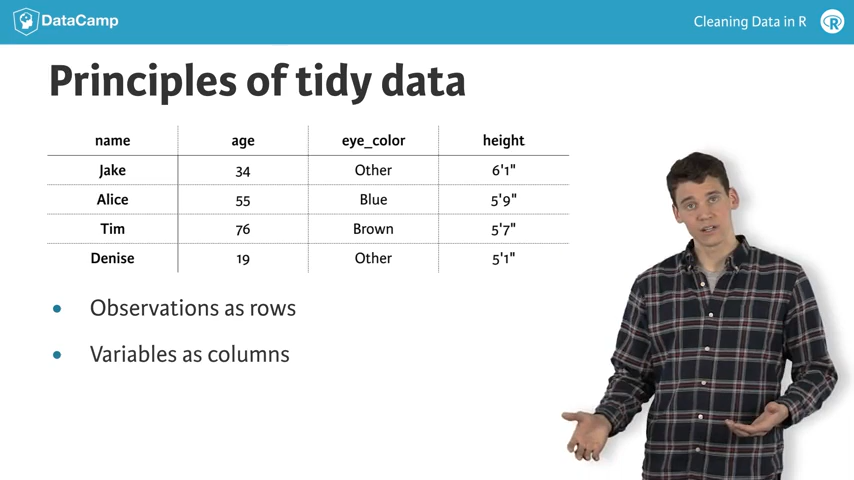 DataCamp
Cleaning Data in R
R
Principles of tidy data
name age eye_color height
Jake 34 Other 6'1"
Alice 55 Blue 5'9"
Tim 76 Brown 5'7"
Denise 19 Other 5'1"
• Observations as rows
• Variables as columns